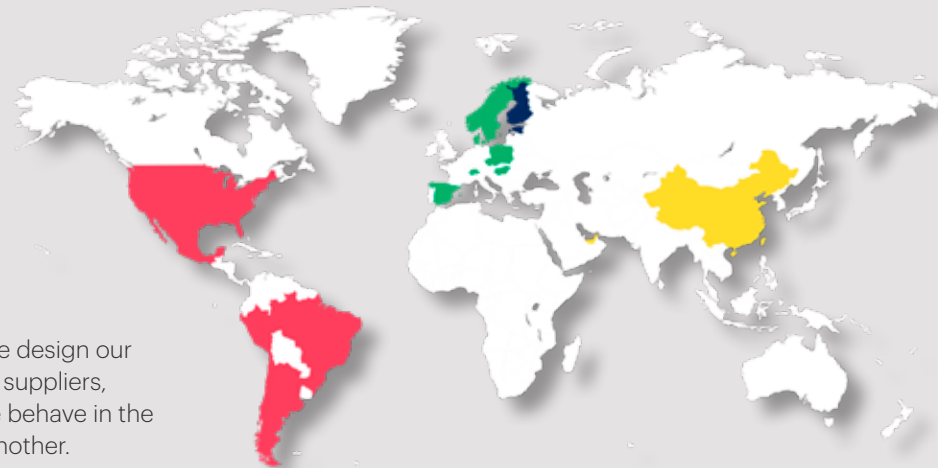 e design our
suppliers,
behave in the
nother.